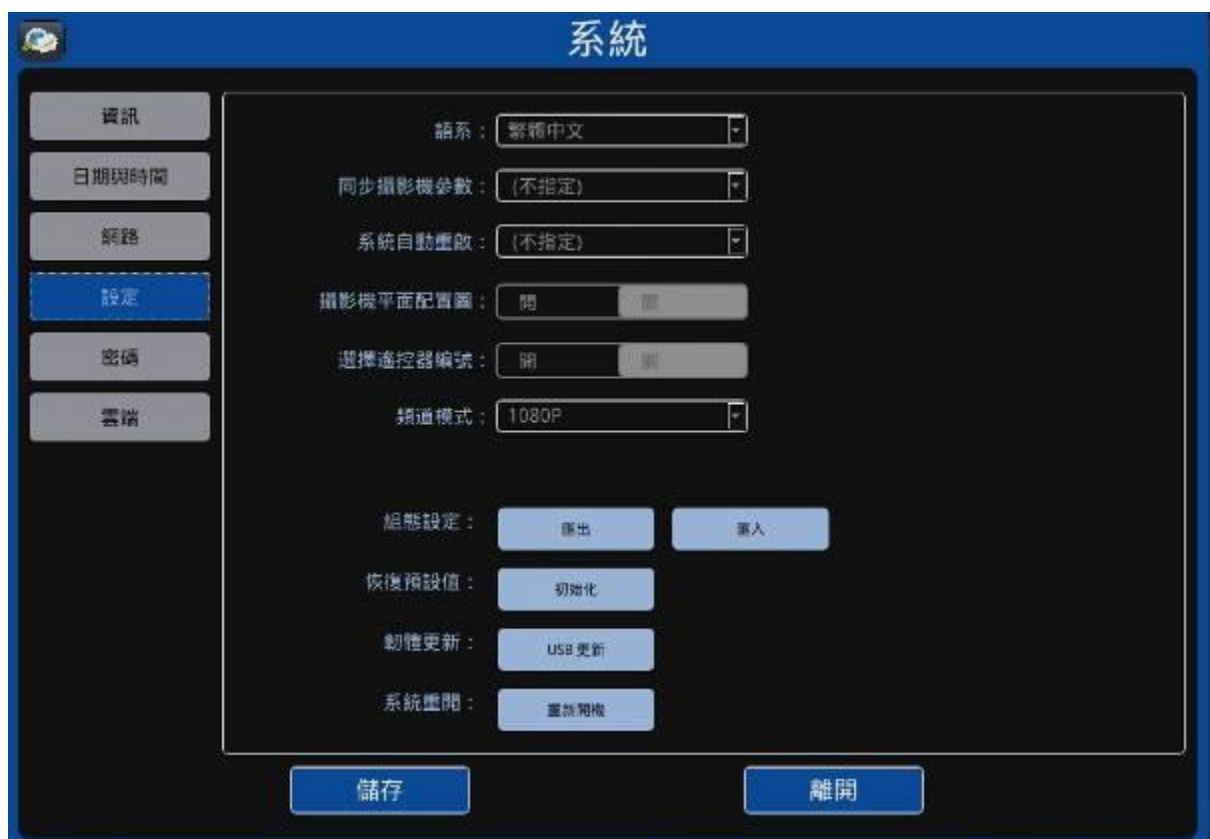 系統
資訊
日期與時間
網路
設定
密碼
雲端
語系： 繁體中文
同步攝影機參數： (不指定)
系統自動重啟： (不指定)
攝影機平面配置圖： 開 關
選擇遙控器編號： 開 關
頻道模式： 1080P
組態設定： 匯出 匯入
恢復預設值： 初始化
韌體更新： USB 更新
系統重開： 重新開機
儲存 離開